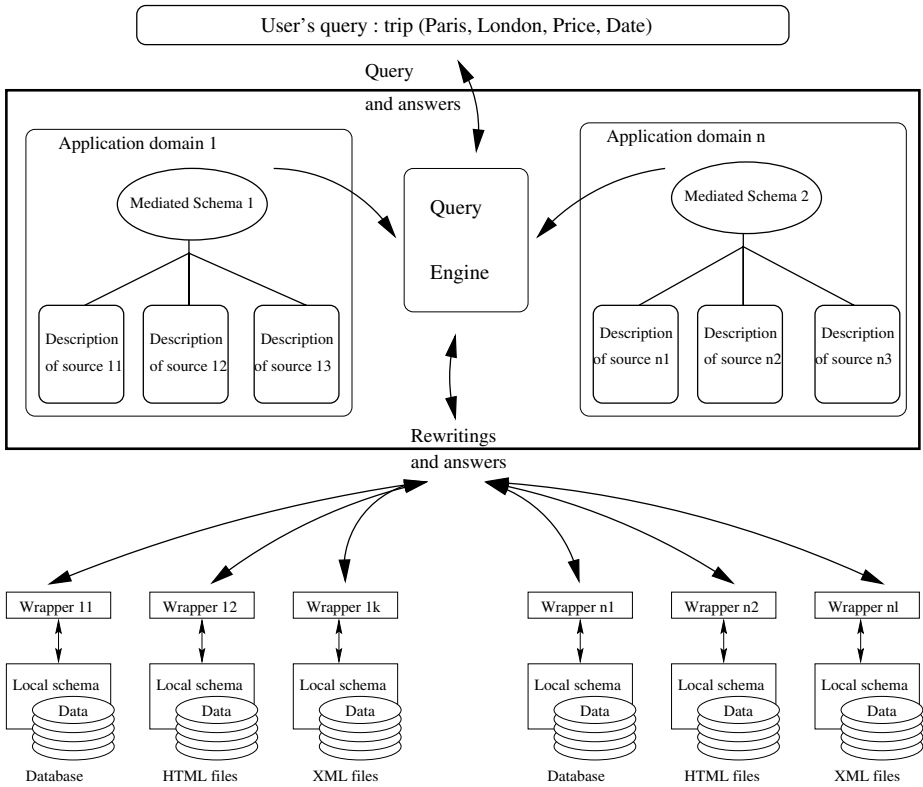 User's query : trip (Paris, London, Price, Date)
Query
and answers
Application domain 1
Mediated Schema 1
Description
of source 11
Description
of source 12
Description
of source 13
Query
Engine
Application domain n
Mediated Schema 2
Description
of source n1
Description
of source n2
Description
of source n3
Rewritings
and answers
Wrapper 11
Wrapper 12
Wrapper 1k
Wrapper n1
Wrapper n2
Wrapper nl
Local schema
Local schema
Local schema
Local schema
Local schema
Local schema
Data
Data
Data
Data
Data
Data
Database
HTML files
XML files
Database
HTML files
XML files